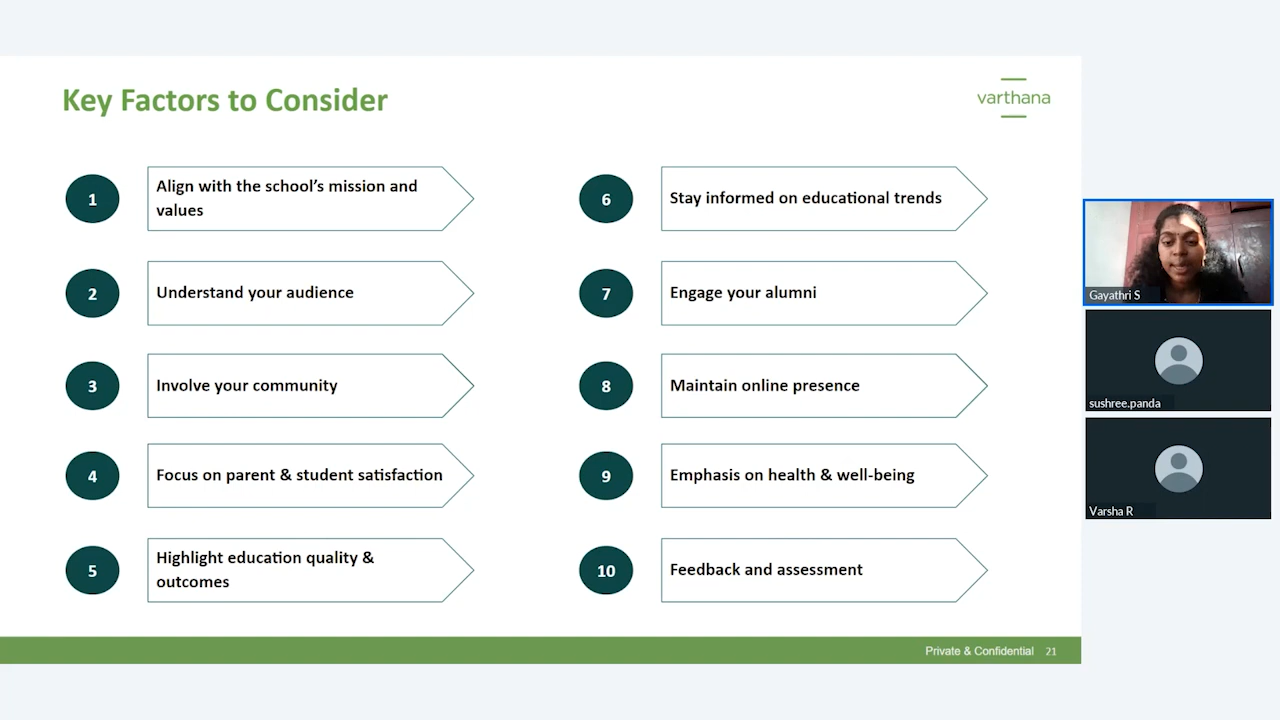 Key Factors to Consider
varthana
1
Align with the school's mission and
values
2
Understand your audience
3
Involve your community
4
Focus on parent & student satisfaction
5
Highlight education quality &
outcomes
6
Stay informed on educational trends
7
Engage your alumni
8
Maintain online presence
9
Emphasis on health & well-being
10
Feedback and assessment
Private & Confidential 21
Gayathri S
sushree.panda
Varsha R